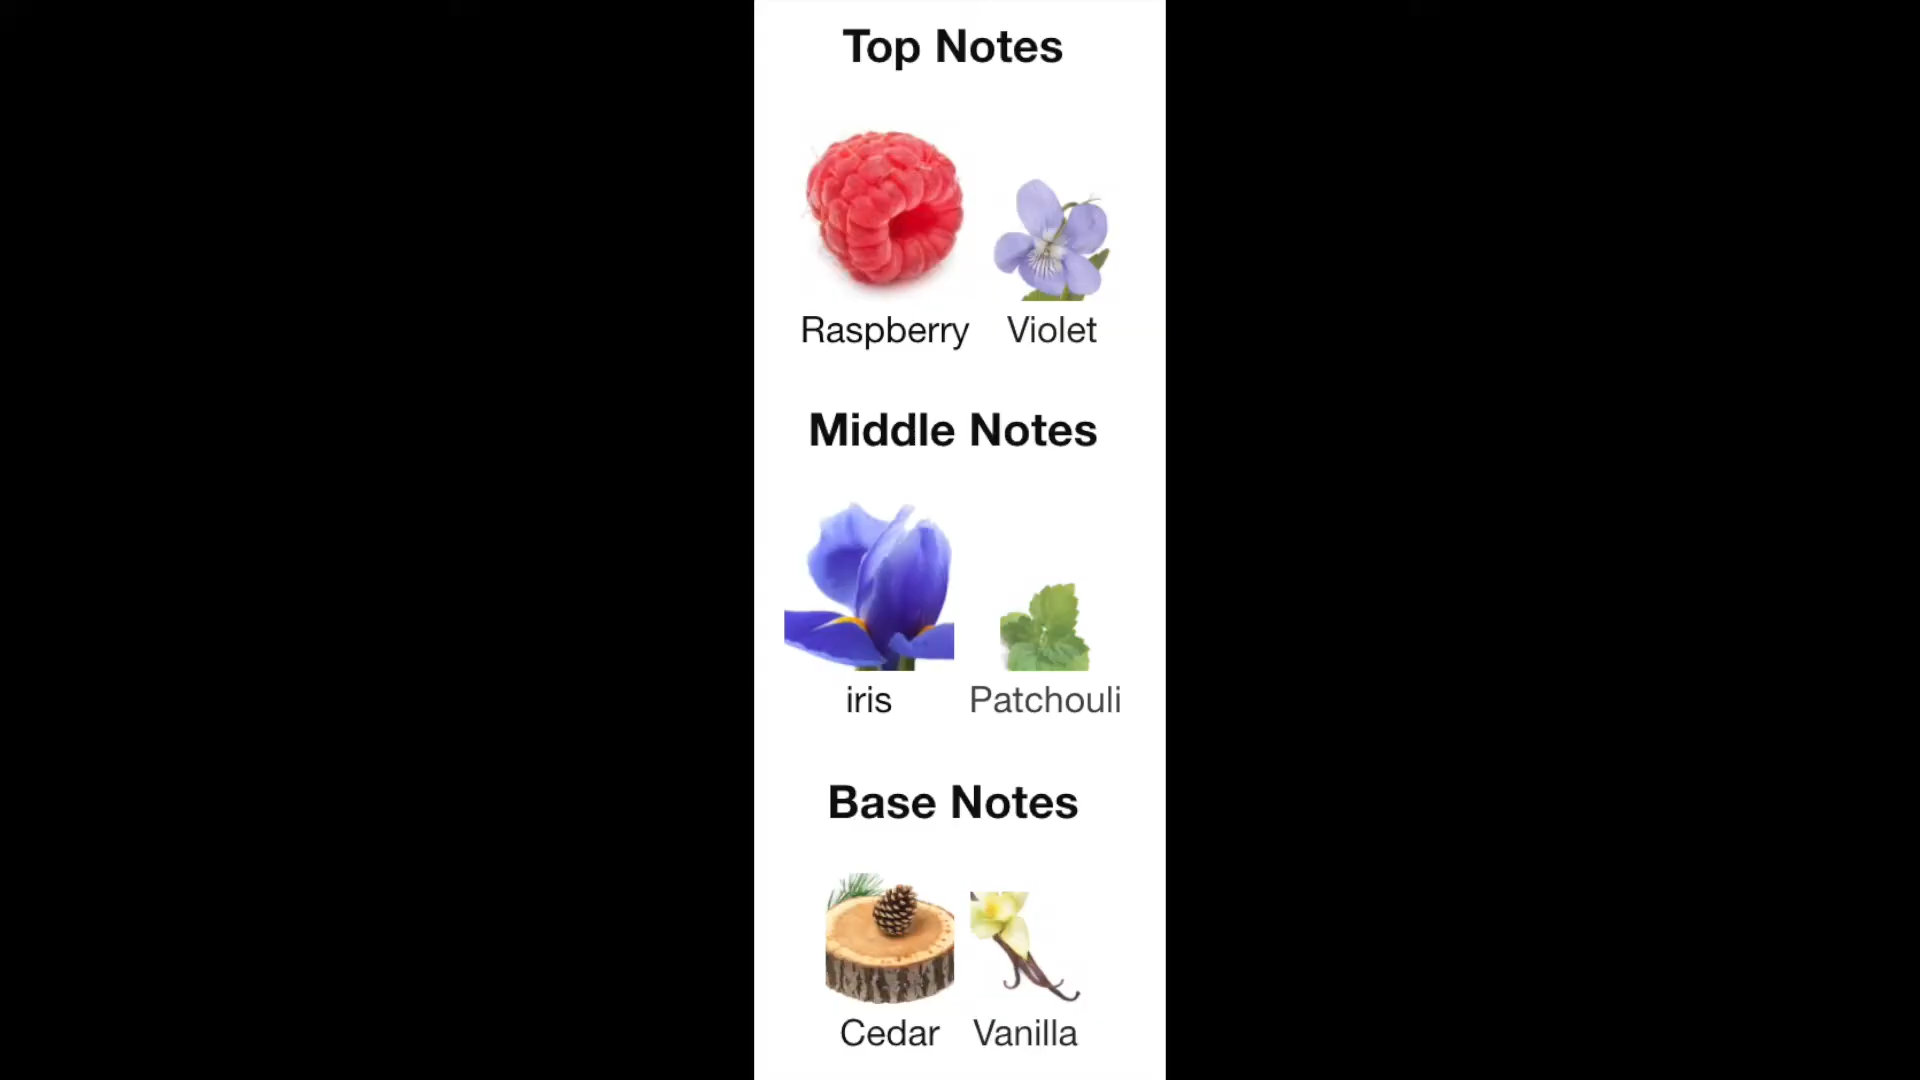 Top Notes
Raspberry Violet
Middle Notes
iris Patchouli
Base Notes
Cedar Vanilla